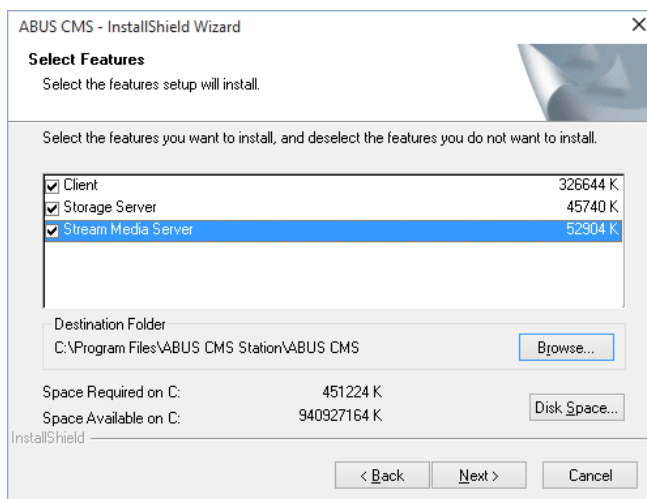 ABUS CMS - InstallShield Wizard
Select Features
Select the features setup will install.
Select the features you want to install, and deselect the features you do not want to install.
Client 326644 K
Storage Server 45740 K
Stream Media Server 52904 K
Destination Folder
C:\Program Files\ABUS CMS Station\ABUS CMS
Browse...
Space Required on C: 451224 K
Space Available on C: 940927164 K
Disk Space...
InstallShield
< Back Next > Cancel